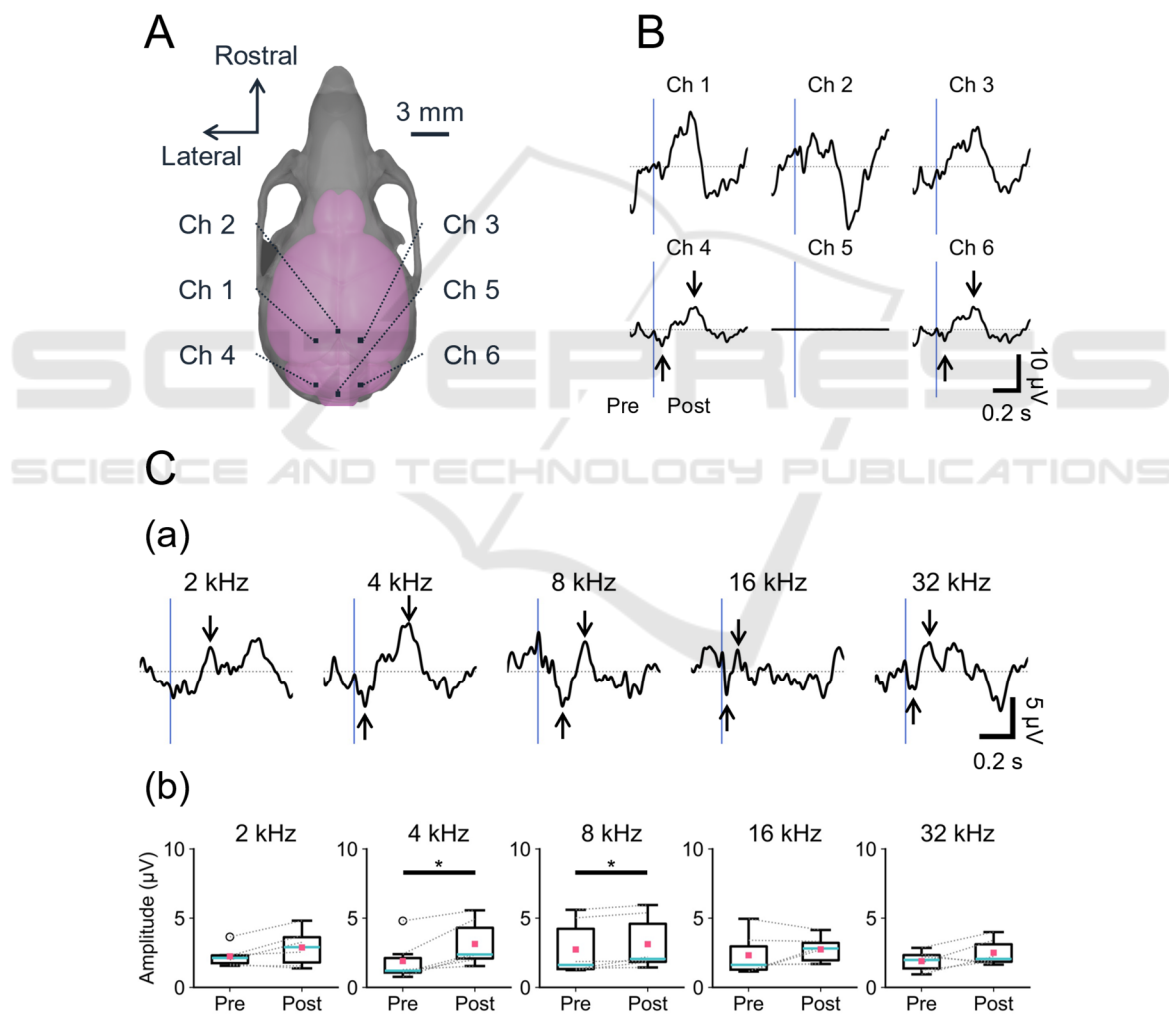 A
Rostral
Lateral
3 mm
Ch 2
Ch 3
Ch 1
Ch 5
Ch 4
Ch 6
B
Ch 1
Ch 2
Ch 3
Ch 4
Ch 5
Ch 6
Pre
Post
10 μV
0.2 s
SCITEPRESS
SCIENCE AND TECHNOLOGY PUBLICATIONS
C
(a)
2 kHz
4 kHz
8 kHz
16 kHz
32 kHz
5 μV
0.2 s
(b)
2 kHz
4 kHz
8 kHz
16 kHz
32 kHz
Amplitude (μV)
10
5
0
10
5
0
10
5
0
10
5
0
10
5
0
*
*
Pre Post
Pre Post
Pre Post
Pre Post
Pre Post